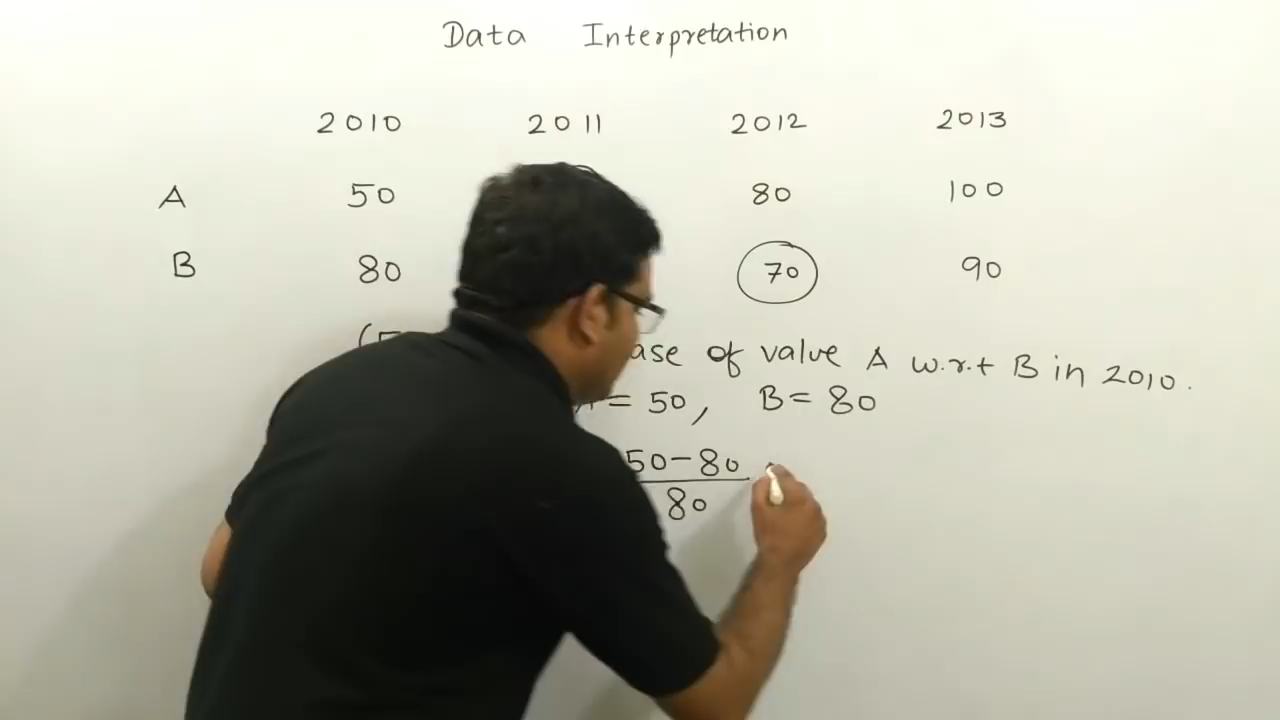 Data Interpretation
2010 2011 2012 2013
A 50 80 100
B 80 70 90
of value A w.r.t B in 2010.
= 50, B = 80
50-80
80